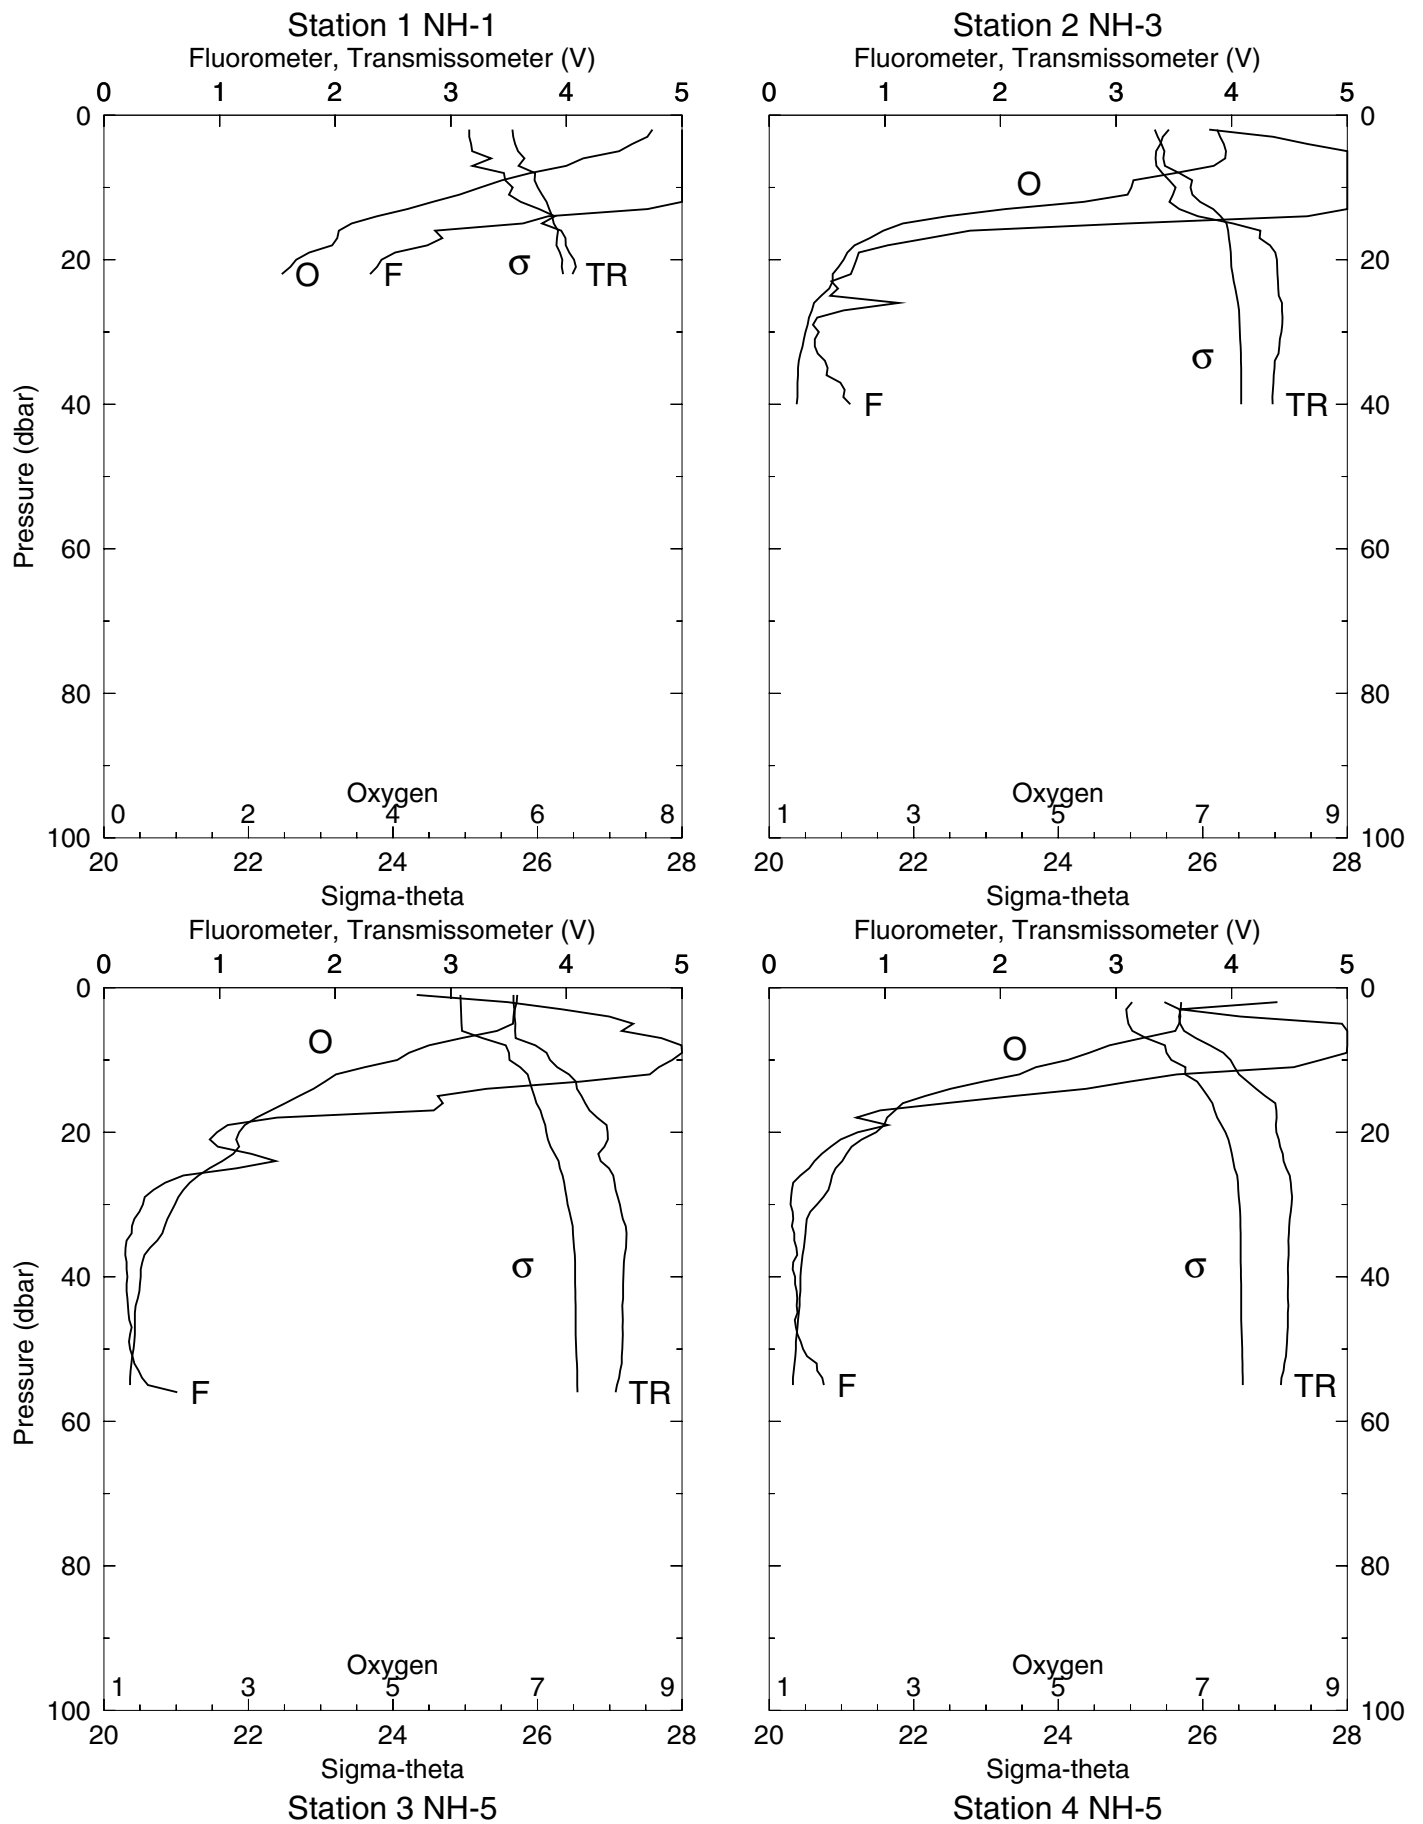 Station 1 NH-1 Station 2 NH-3
Fluorometer, Transmissometer (V) Fluorometer, Transmissometer (V)
0 1 2 3 4 5 0 1 2 3 4 5
0 0
O
O F σ TR
20 20
σ
Pressure (dbar)
40 F TR 40
60 60
80 80
Oxygen Oxygen
0 2 4 6 8 1 3 5 7 9
100 100
20 22 24 26 28 20 22 24 26 28
Sigma-theta Sigma-theta
Fluorometer, Transmissometer (V) Fluorometer, Transmissometer (V)
0 1 2 3 4 5 0 1 2 3 4 5
0 0
O O
20 20
σ σ
40 40
Pressure (dbar)
F TR F TR
60 60
80 80
Oxygen Oxygen
1 3 5 7 9 1 3 5 7 9
100 100
20 22 24 26 28 20 22 24 26 28
Sigma-theta Sigma-theta
Station 3 NH-5 Station 4 NH-5